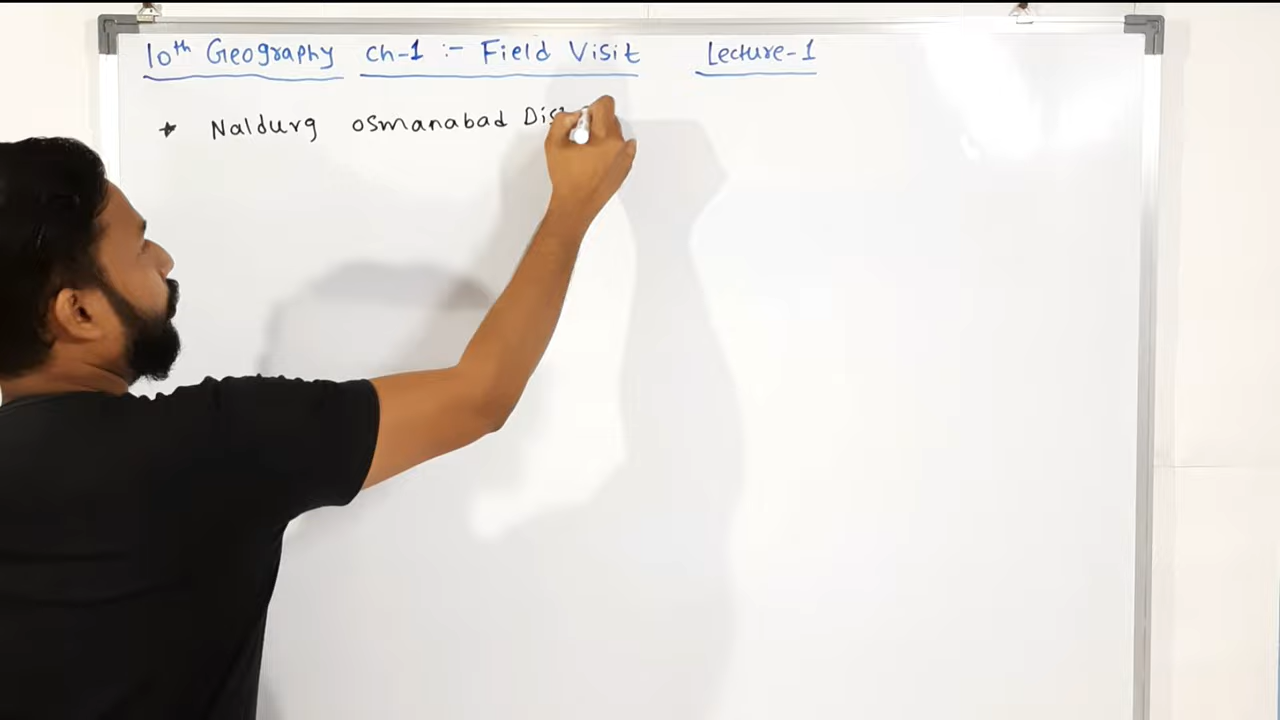 10th Geography ch-1 :- Field Visit Lecture-1
★ Naldurg osmanabad